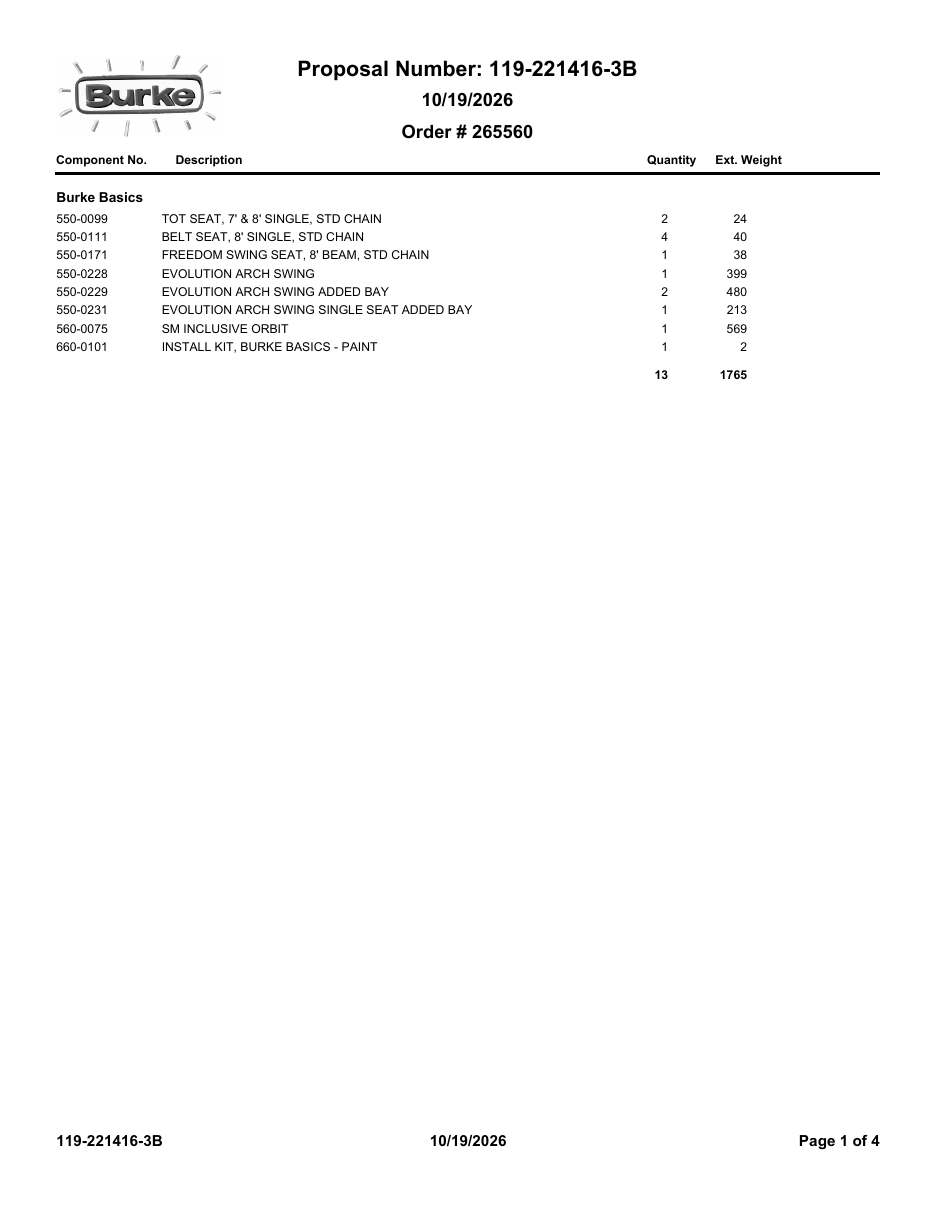 Burke
Proposal Number: 119-221416-3B
10/19/2026
Order # 265560
Component No. Description Quantity Ext. Weight
Burke Basics
550-0099 TOT SEAT, 7' & 8' SINGLE, STD CHAIN 2 24
550-0111 BELT SEAT, 8' SINGLE, STD CHAIN 4 40
550-0171 FREEDOM SWING SEAT, 8' BEAM, STD CHAIN 1 38
550-0228 EVOLUTION ARCH SWING 1 399
550-0229 EVOLUTION ARCH SWING ADDED BAY 2 480
550-0231 EVOLUTION ARCH SWING SINGLE SEAT ADDED BAY 1 213
560-0075 SM INCLUSIVE ORBIT 1 569
660-0101 INSTALL KIT, BURKE BASICS - PAINT 1 2
13 1765
119-221416-3B 10/19/2026 Page 1 of 4